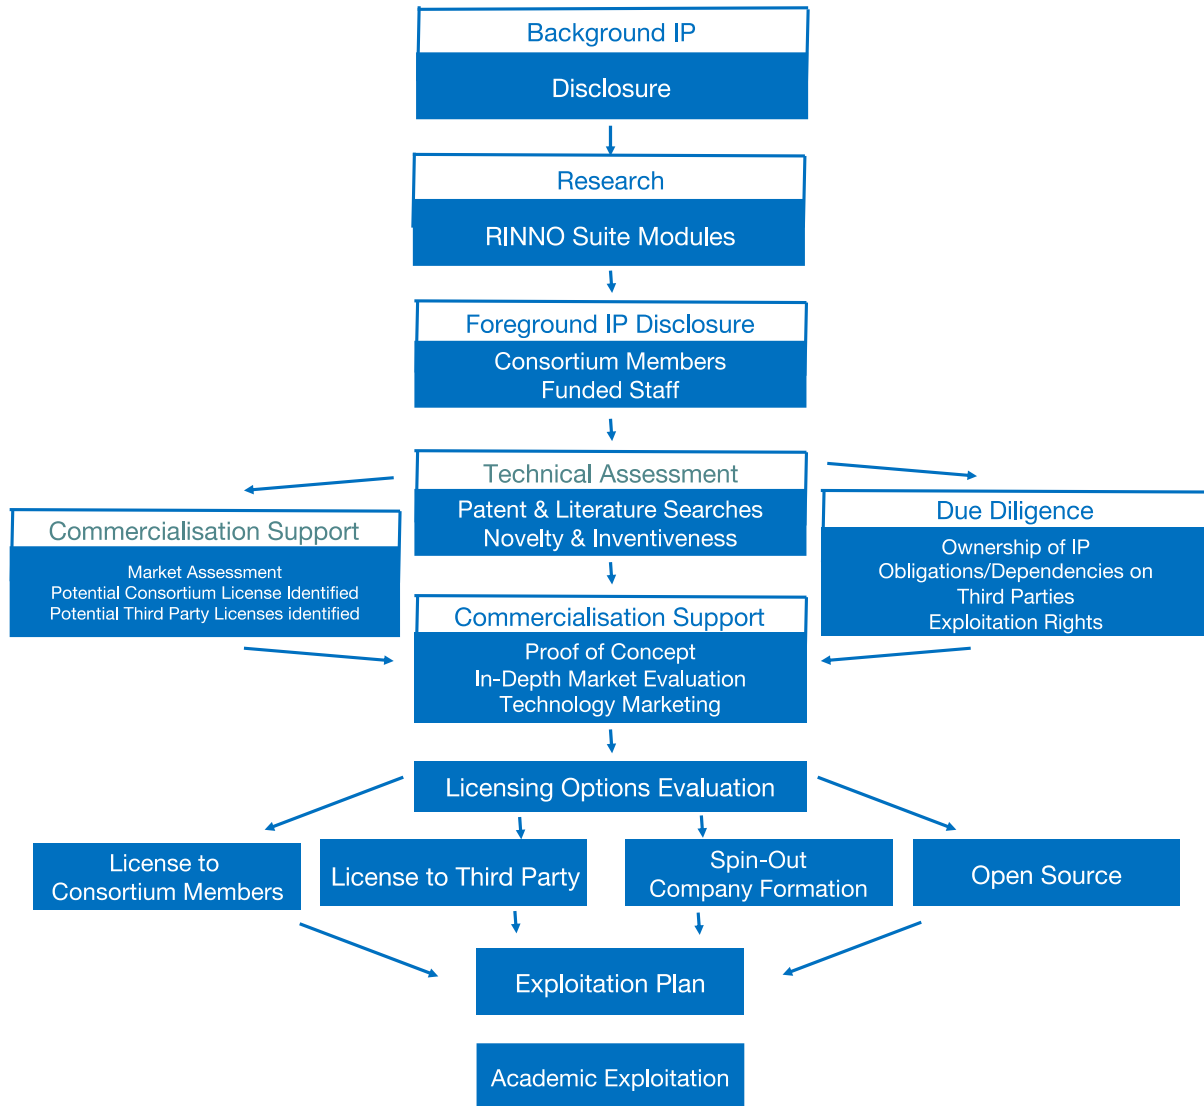 Background IP
Disclosure
Research
RINNO Suite Modules
Foreground IP Disclosure
Consortium Members
Funded Staff
Technical Assessment
Patent & Literature Searches
Novelty & Inventiveness
Commercialisation Support
Market Assessment
Potential Consortium License Identified
Potential Third Party Licenses identified
Due Diligence
Ownership of IP
Obligations/Dependencies on
Third Parties
Exploitation Rights
Commercialisation Support
Proof of Concept
In-Depth Market Evaluation
Technology Marketing
Licensing Options Evaluation
License to
Consortium Members
License to Third Party
Spin-Out
Company Formation
Open Source
Exploitation Plan
Academic Exploitation